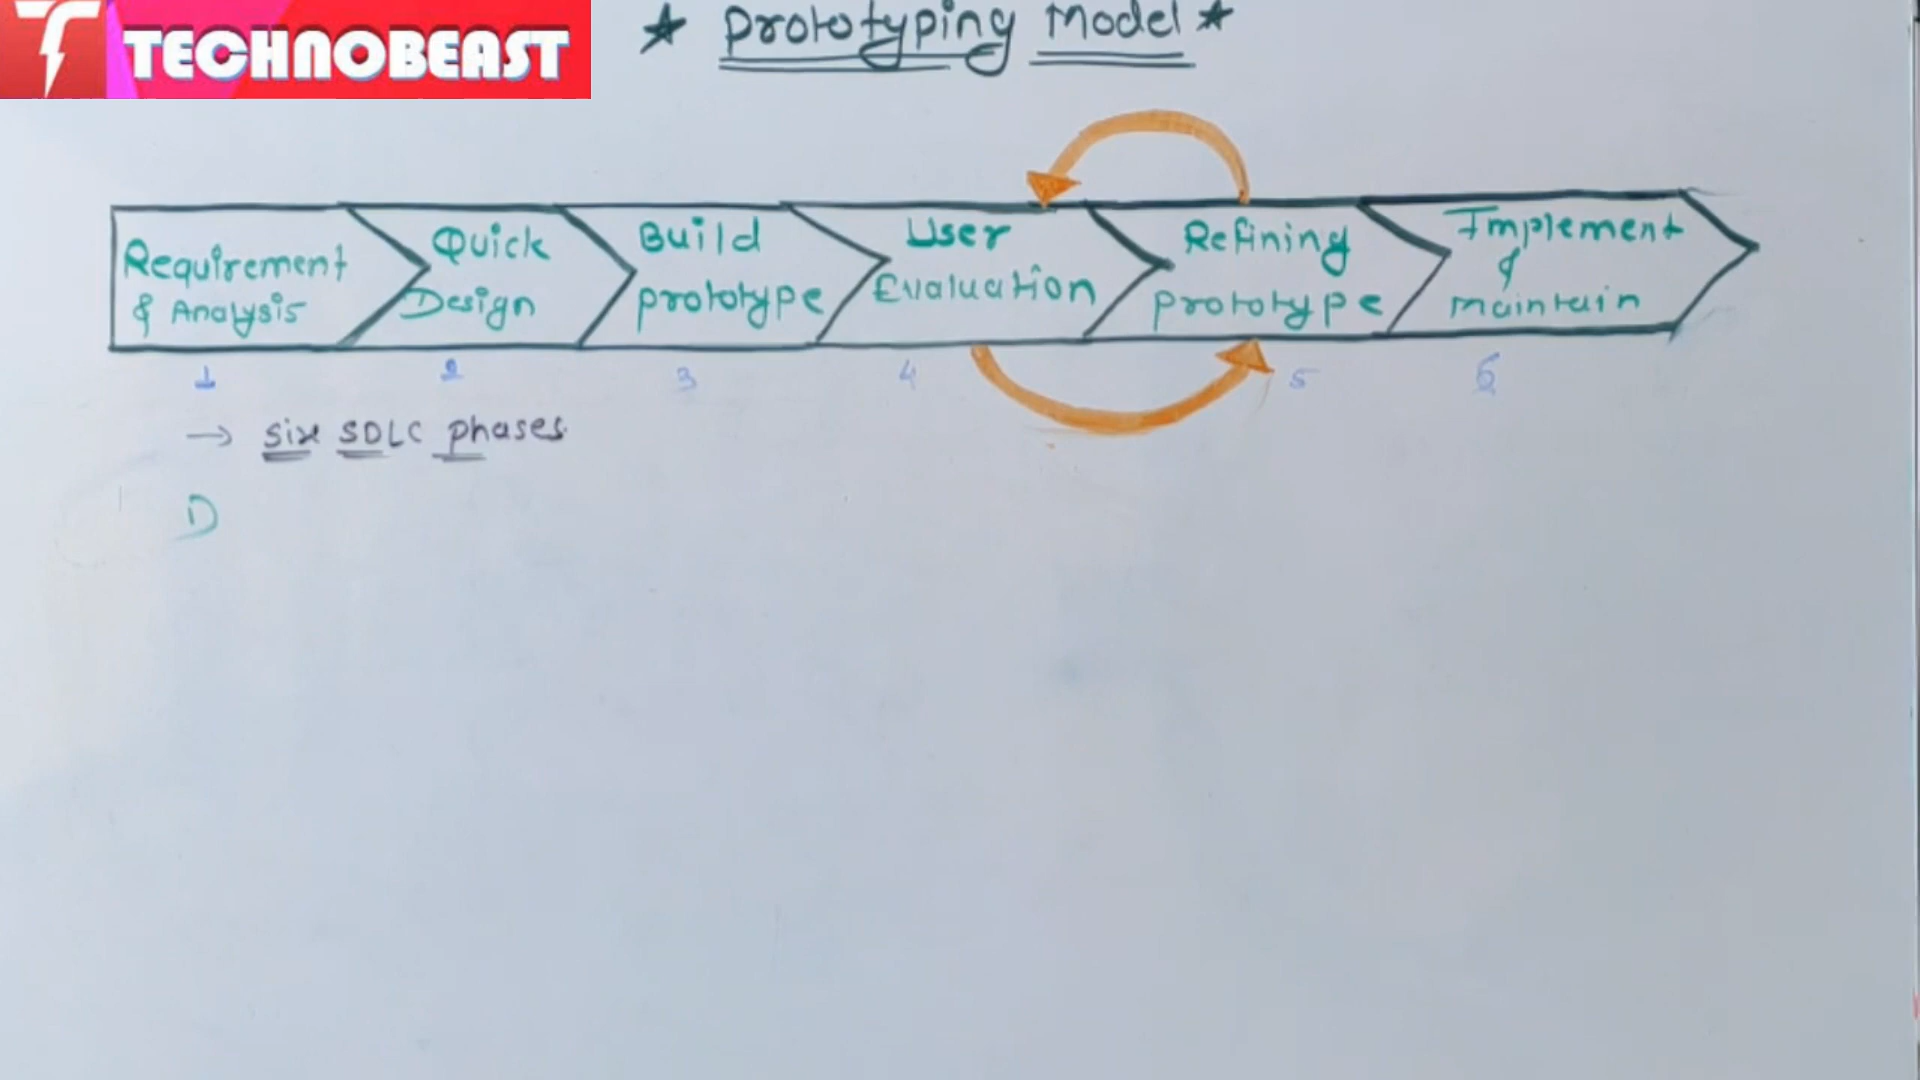 TECHNOBEAST
★ Prototyping Model ★
Requirement
& Analysis
Quick
Design
Build
prototype
User
Evaluation
Refining
prototype
Implement
&
maintain
1 2 3 4 5 6
→ six SDLC phases.
D